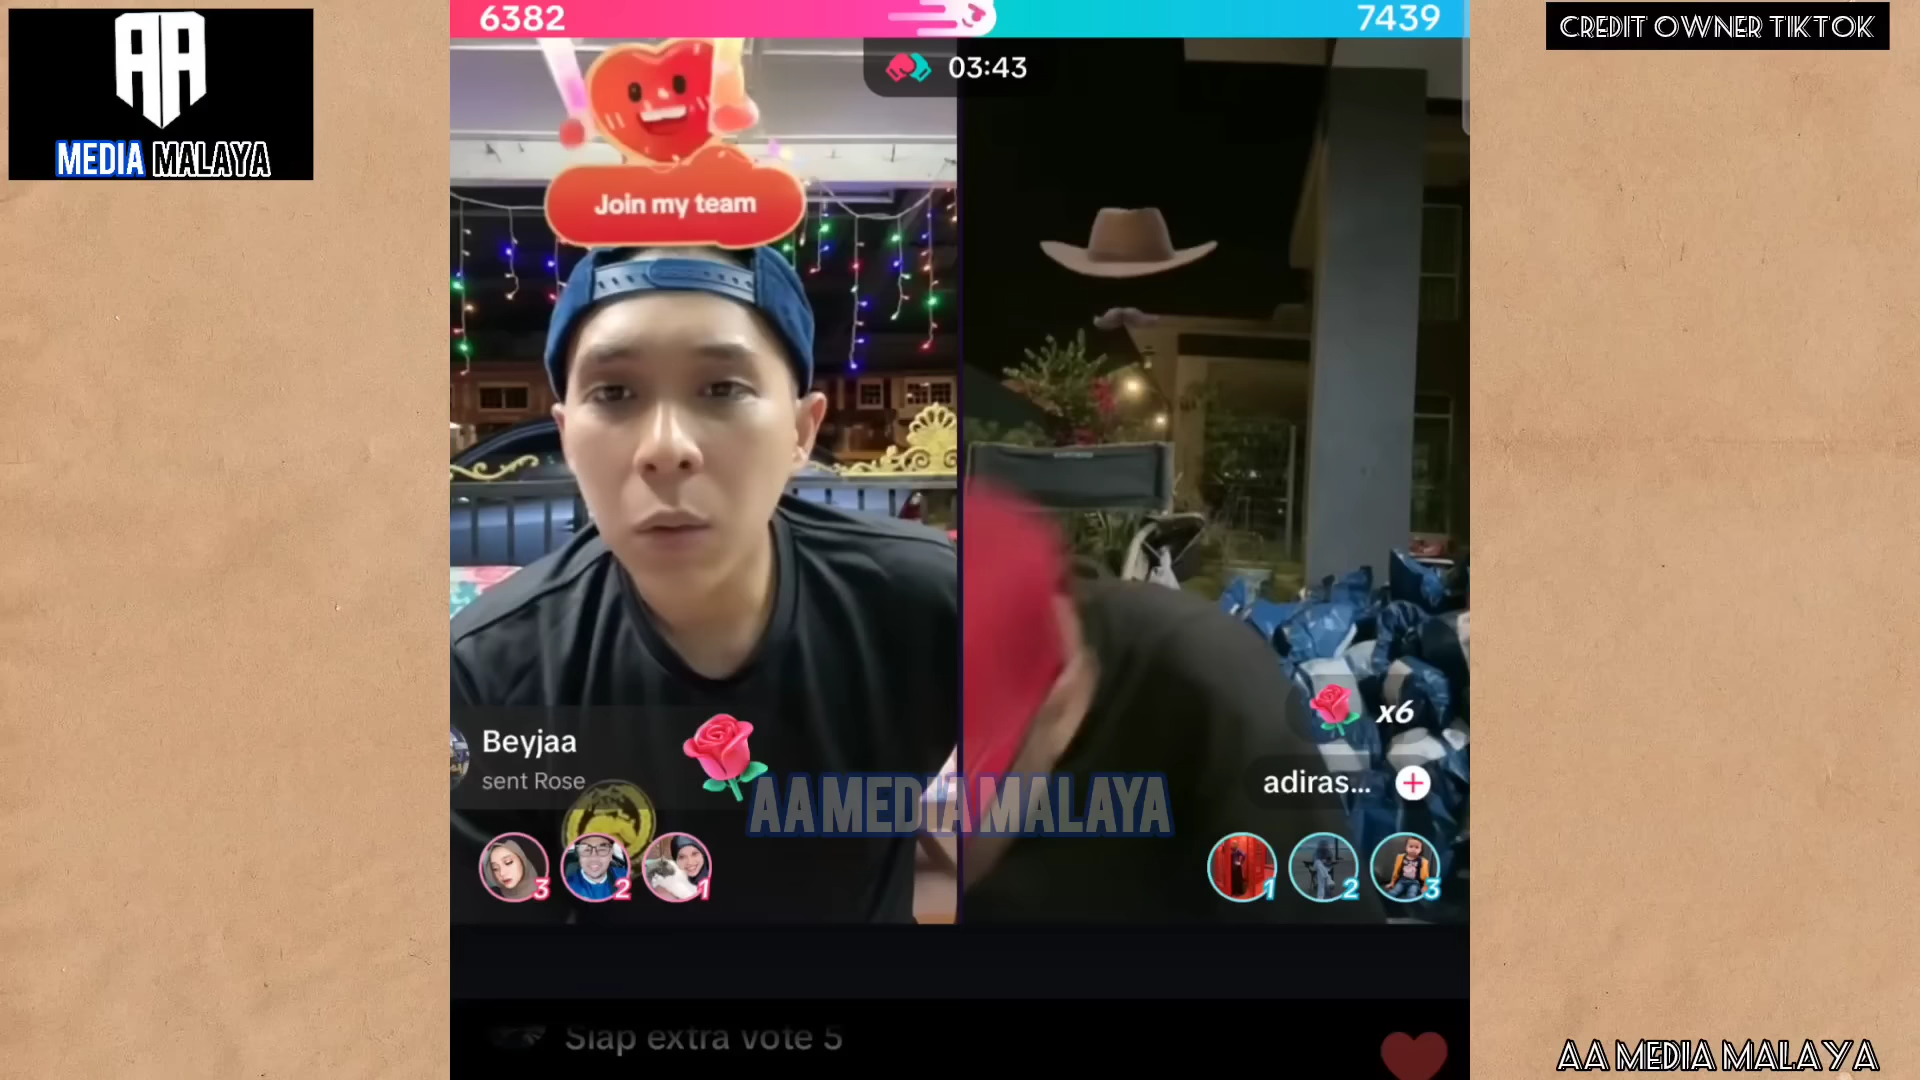 AA
MEDIA MALAYA
CREDIT OWNER TIKTOK
6382
7439
03:43
Join my team
Beyjaa
sent Rose
x6
adiras...
AA MEDIA MALAYA
3
2
1
1
2
3
Siap extra vote 5
AA MEDIA MALAYA